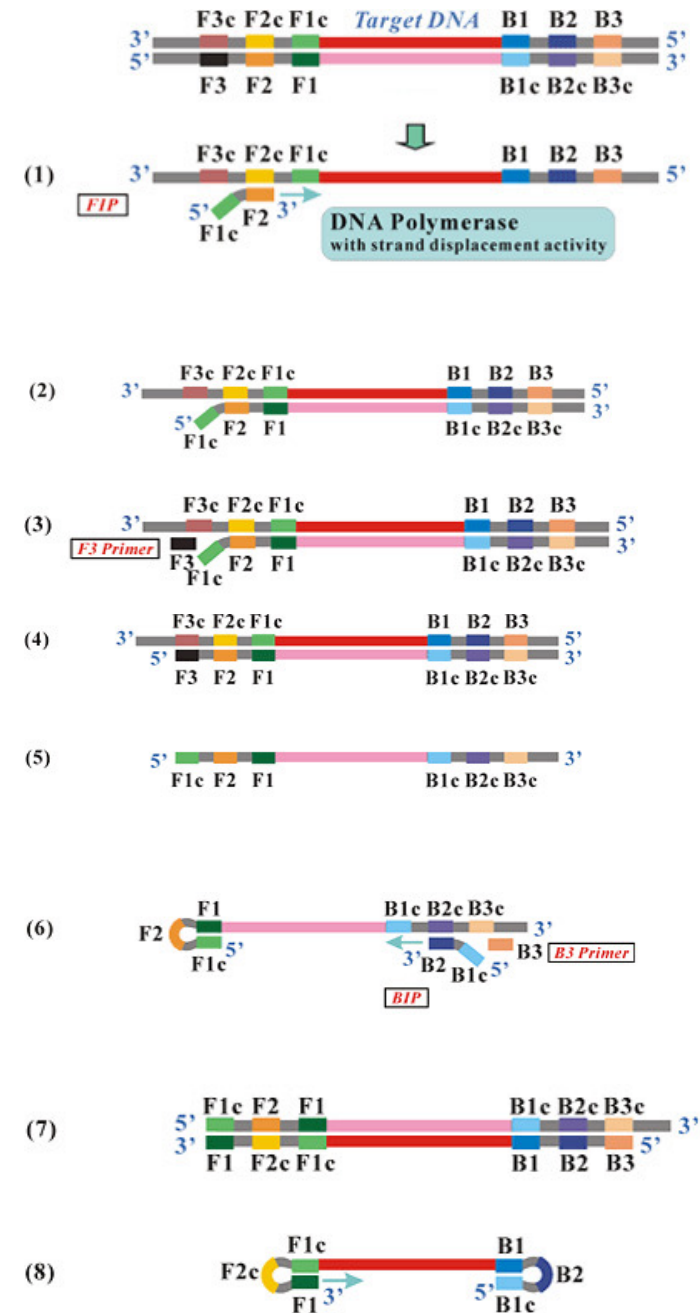 F3c F2c F1c Target DNA B1 B2 B3
3’ 5’
5’ 3’
F3 F2 F1 B1c B2c B3c
(1)
F3c F2c F1c B1 B2 B3
3’ 5’
FIP
5’ F1c F2 3’
DNA Polymerase
with strand displacement activity
(2)
F3c F2c F1c B1 B2 B3
3’ 5’
5’ 3’
F1c F2 F1 B1c B2c B3c
(3)
F3c F2c F1c B1 B2 B3
3’ 5’
F3 Primer 3’
F3 F1c F2 F1 B1c B2c B3c
(4)
F3c F2c F1c B1 B2 B3
3’ 5’
5’ 3’
F3 F2 F1 B1c B2c B3c
(5)
5’ 3’
F1c F2 F1 B1c B2c B3c
(6)
F1 B1c B2c B3c
F2 3’
F1c 5’ 3’ B2 B1c 5’ B3 B3 Primer
BIP
(7)
F1c F2 F1 B1c B2c B3c
5’ 3’
3’ 5’
F1 F2c F1c B1 B2 B3
(8)
F1c B1
F2c B2
F1 3’ 5’ B1c